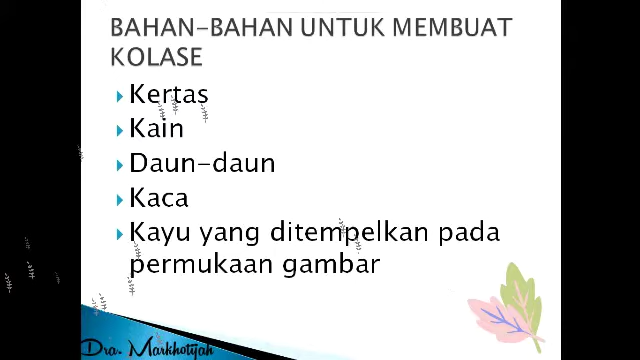 BAHAN-BAHAN UNTUK MEMBUAT
KOLASE
Kertas
Kain
Daun-daun
Kaca
Kayu yang ditempelkan pada
permukaan gambar
Dra. Markhotijah